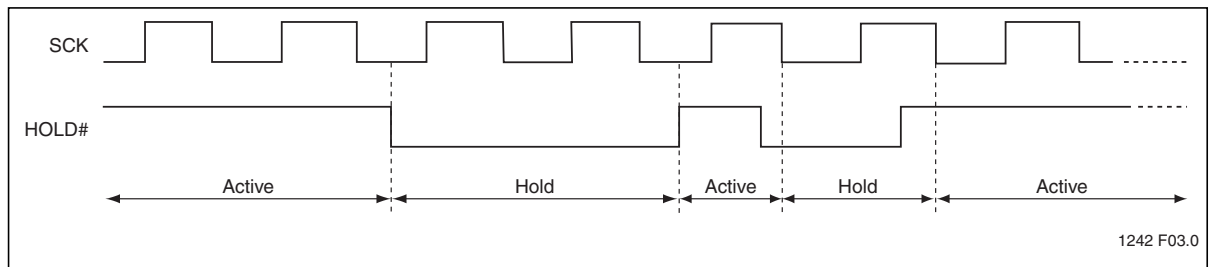 SCK
HOLD#
Active
Hold
Active
Hold
Active
1242 F03.0